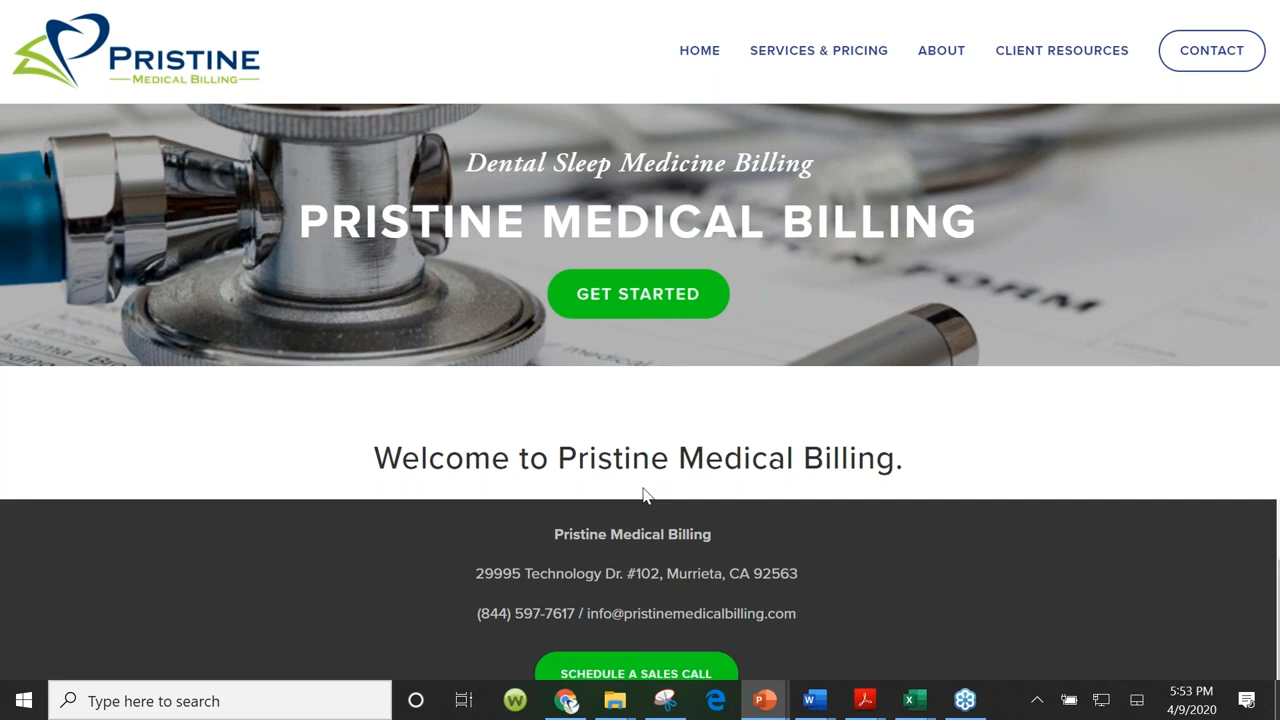 PRISTINE
MEDICAL BILLING
HOME SERVICES & PRICING ABOUT CLIENT RESOURCES CONTACT
Dental Sleep Medicine Billing
PRISTINE MEDICAL BILLING
GET STARTED
FORM
medical
Welcome to Pristine Medical Billing.
Pristine Medical Billing
29995 Technology Dr. #102, Murrieta, CA 92563
(844) 597-7617 / info@pristinemedicalbilling.com
SCHEDULE A SALES CALL
Type here to search
5:53 PM
4/9/2020